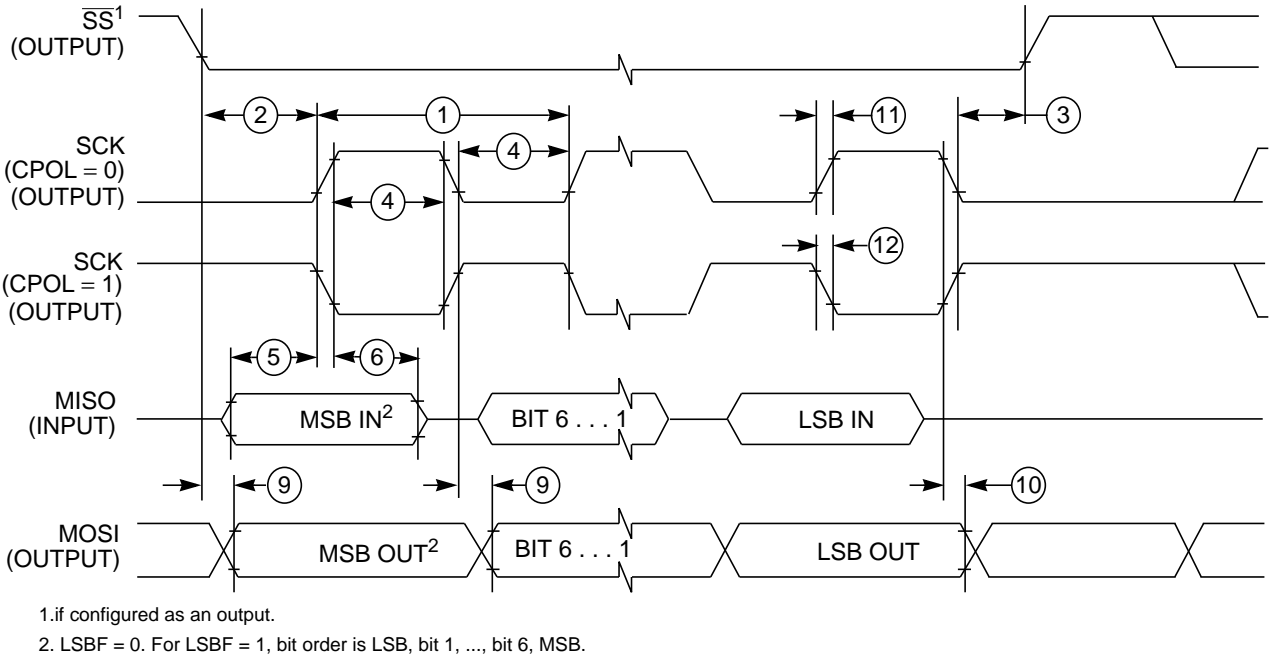 SS1
(OUTPUT)
2
1
11
3
SCK
(CPOL = 0)
(OUTPUT)
4
4
12
SCK
(CPOL = 1)
(OUTPUT)
5
6
MISO
(INPUT)
MSB IN2
BIT 6 . . . 1
LSB IN
9
9
10
MOSI
(OUTPUT)
MSB OUT2
BIT 6 . . . 1
LSB OUT
1.if configured as an output.
2. LSBF = 0. For LSBF = 1, bit order is LSB, bit 1, ..., bit 6, MSB.